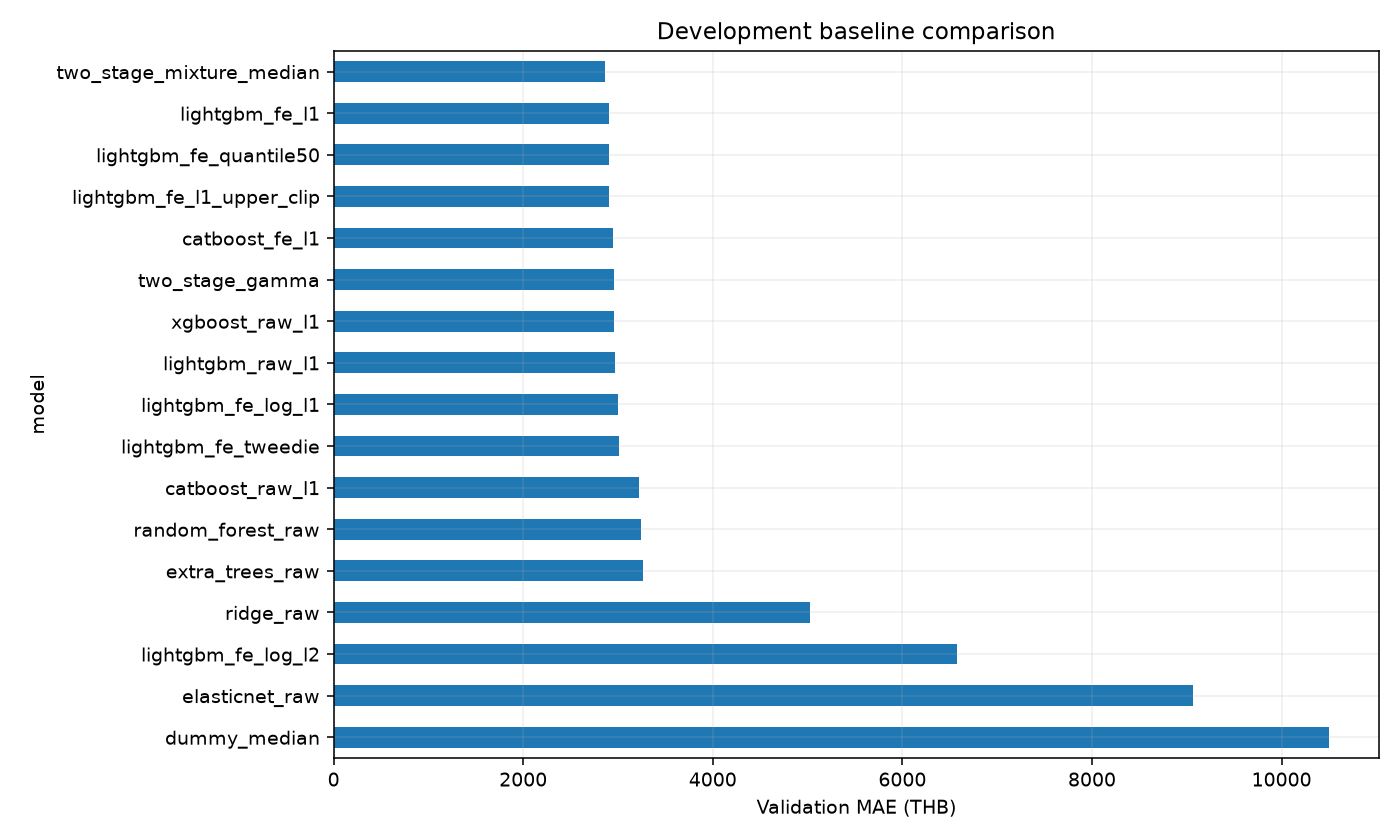 Development baseline comparison
two_stage_mixture_median
lightgbm_fe_l1
lightgbm_fe_quantile50
lightgbm_fe_l1_upper_clip
catboost_fe_l1
two_stage_gamma
xgboost_raw_l1
lightgbm_raw_l1
lightgbm_fe_log_l1
lightgbm_fe_tweedie
catboost_raw_l1
random_forest_raw
extra_trees_raw
ridge_raw
lightgbm_fe_log_l2
elasticnet_raw
dummy_median
model
0 2000 4000 6000 8000 10000
Validation MAE (THB)